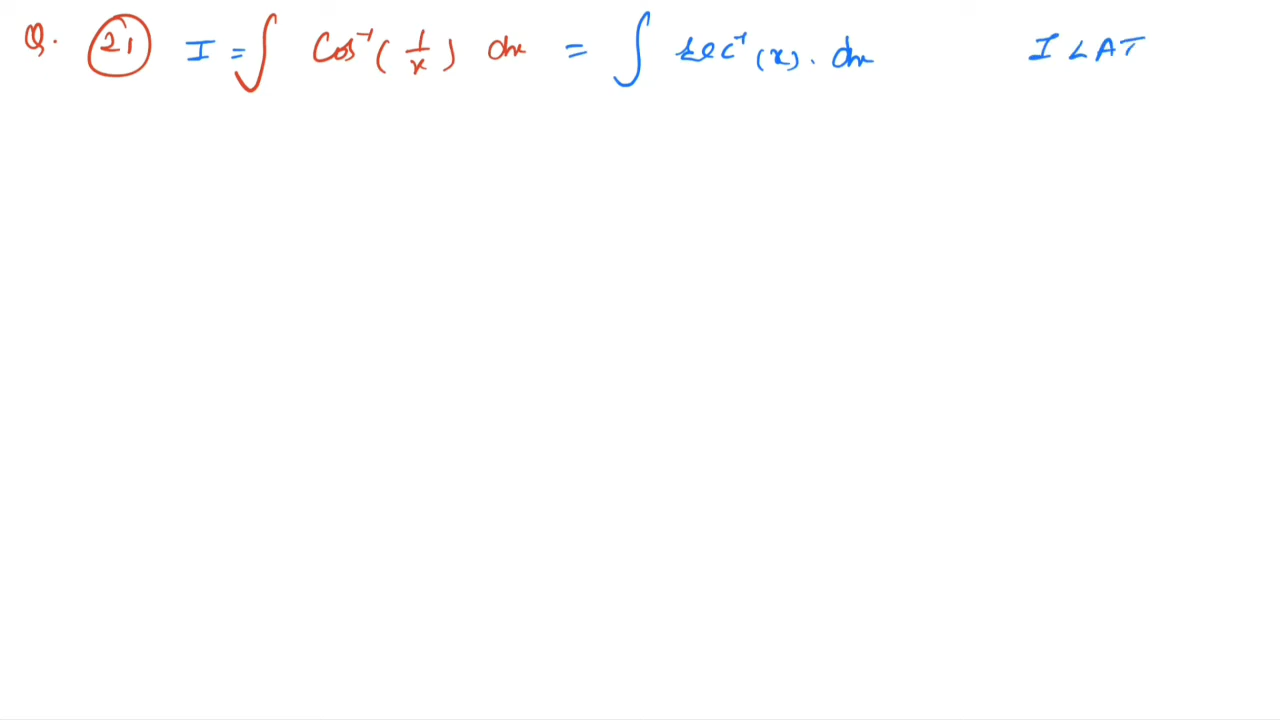 Q. 21 I = ∫ Cos⁻¹(1/x) dx = ∫ sec⁻¹(x). dx ILAT